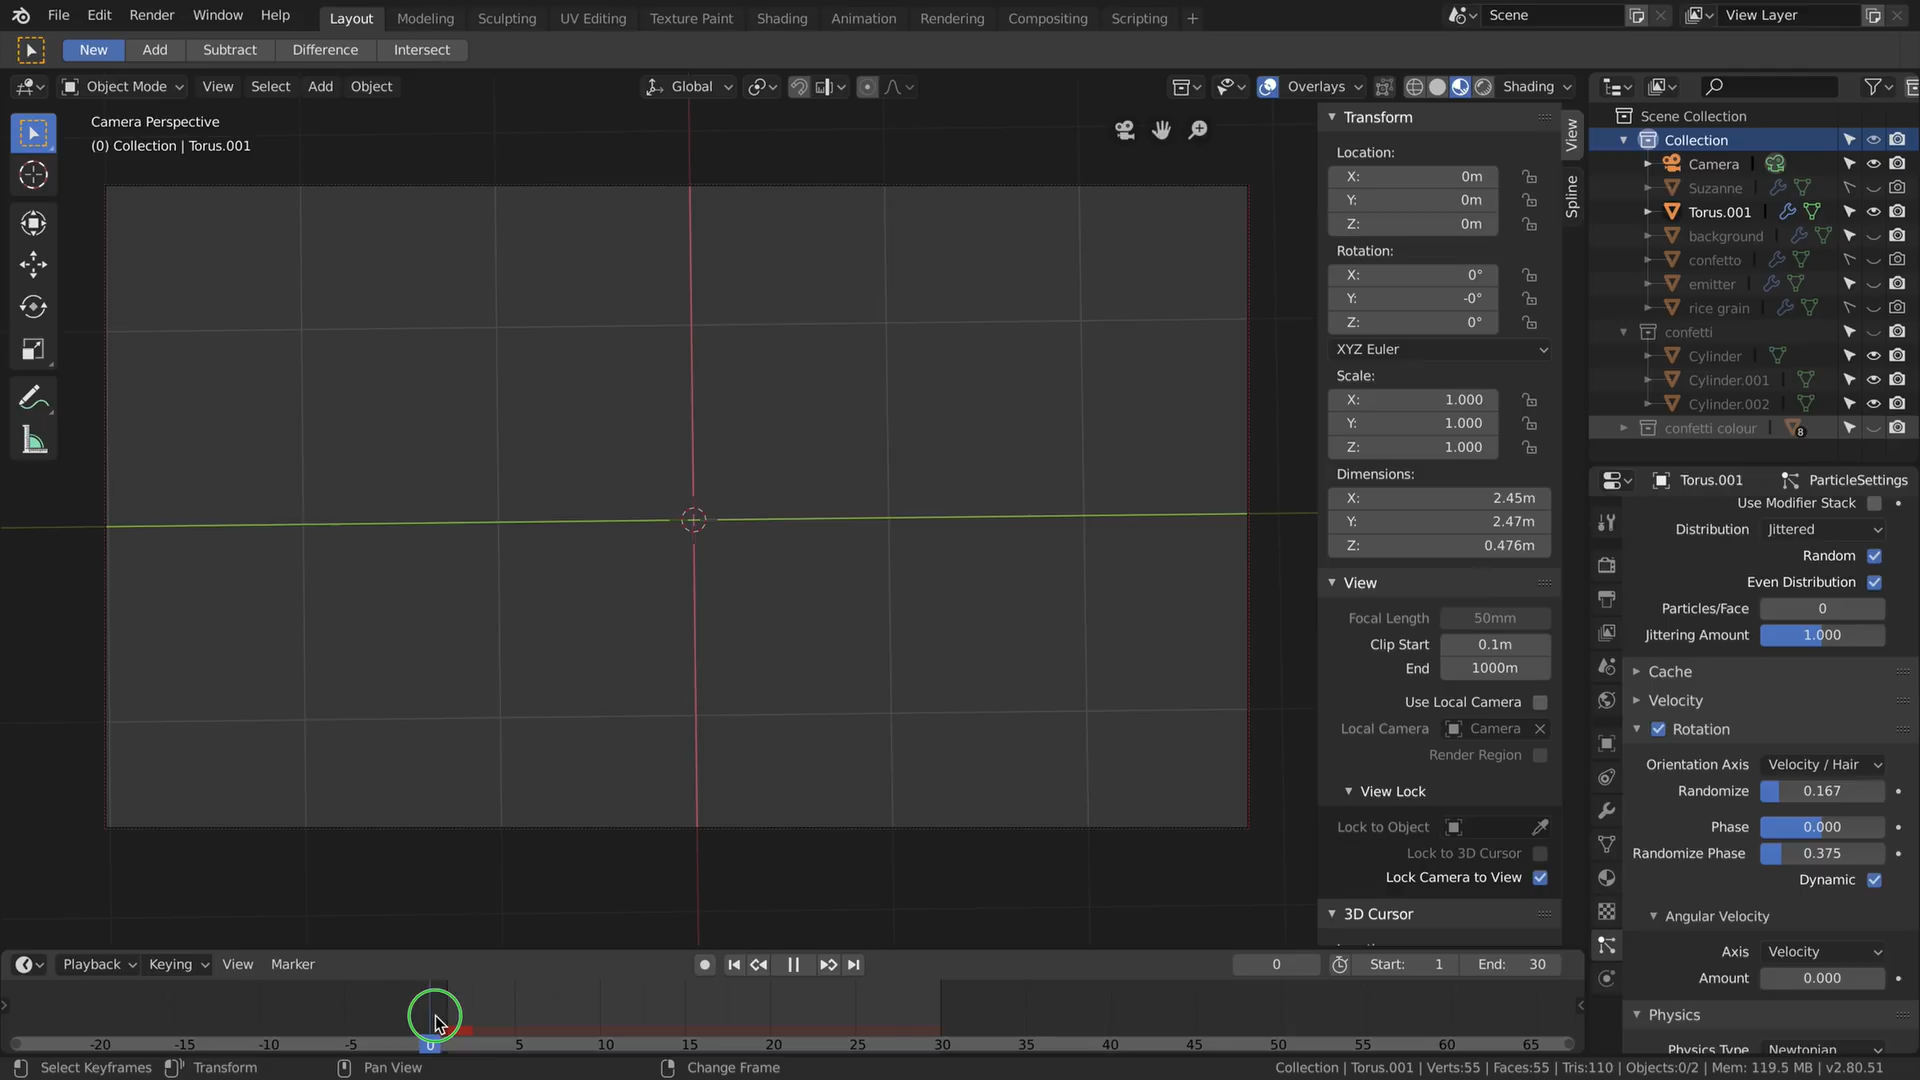 File Edit Render Window Help Layout Modeling Sculpting UV Editing Texture Paint Shading Animation Rendering Compositing Scripting + Scene View Layer
New Add Subtract Difference Intersect
Object Mode View Select Add Object Global Overlays Shading
Camera Perspective
(0) Collection | Torus.001
Transform
Location:
X: 0m
Y: 0m
Z: 0m
Rotation:
X: 0°
Y: -0°
Z: 0°
XYZ Euler
Scale:
X: 1.000
Y: 1.000
Z: 1.000
Dimensions:
X: 2.45m
Y: 2.47m
Z: 0.476m
View
Focal Length 50mm
Clip Start 0.1m
End 1000m
Use Local Camera
Local Camera Camera
Render Region
View Lock
Lock to Object
Lock to 3D Cursor
Lock Camera to View
3D Cursor
View
Spline
Scene Collection
Collection
Camera
Suzanne
Torus.001
background
confetto
emitter
rice grain
confetti
Cylinder
Cylinder.001
Cylinder.002
confetti colour 8
Torus.001 ParticleSettings
Use Modifier Stack
Distribution Jittered
Random
Even Distribution
Particles/Face 0
Jittering Amount 1.000
Cache
Velocity
Rotation
Orientation Axis Velocity / Hair
Randomize 0.167
Phase 0.000
Randomize Phase 0.375
Dynamic
Angular Velocity
Axis Velocity
Amount 0.000
Physics
Physics Type Newtonian
Playback Keying View Marker 0 Start: 1 End: 30
-20 -15 -10 -5 0 5 10 15 20 25 30 35 40 45 50 55 60 65
Select Keyframes Transform Pan View Change Frame Collection | Torus.001 | Verts:55 | Faces:55 | Tris:110 | Objects:0/2 | Mem: 119.5 MB | v2.80.51